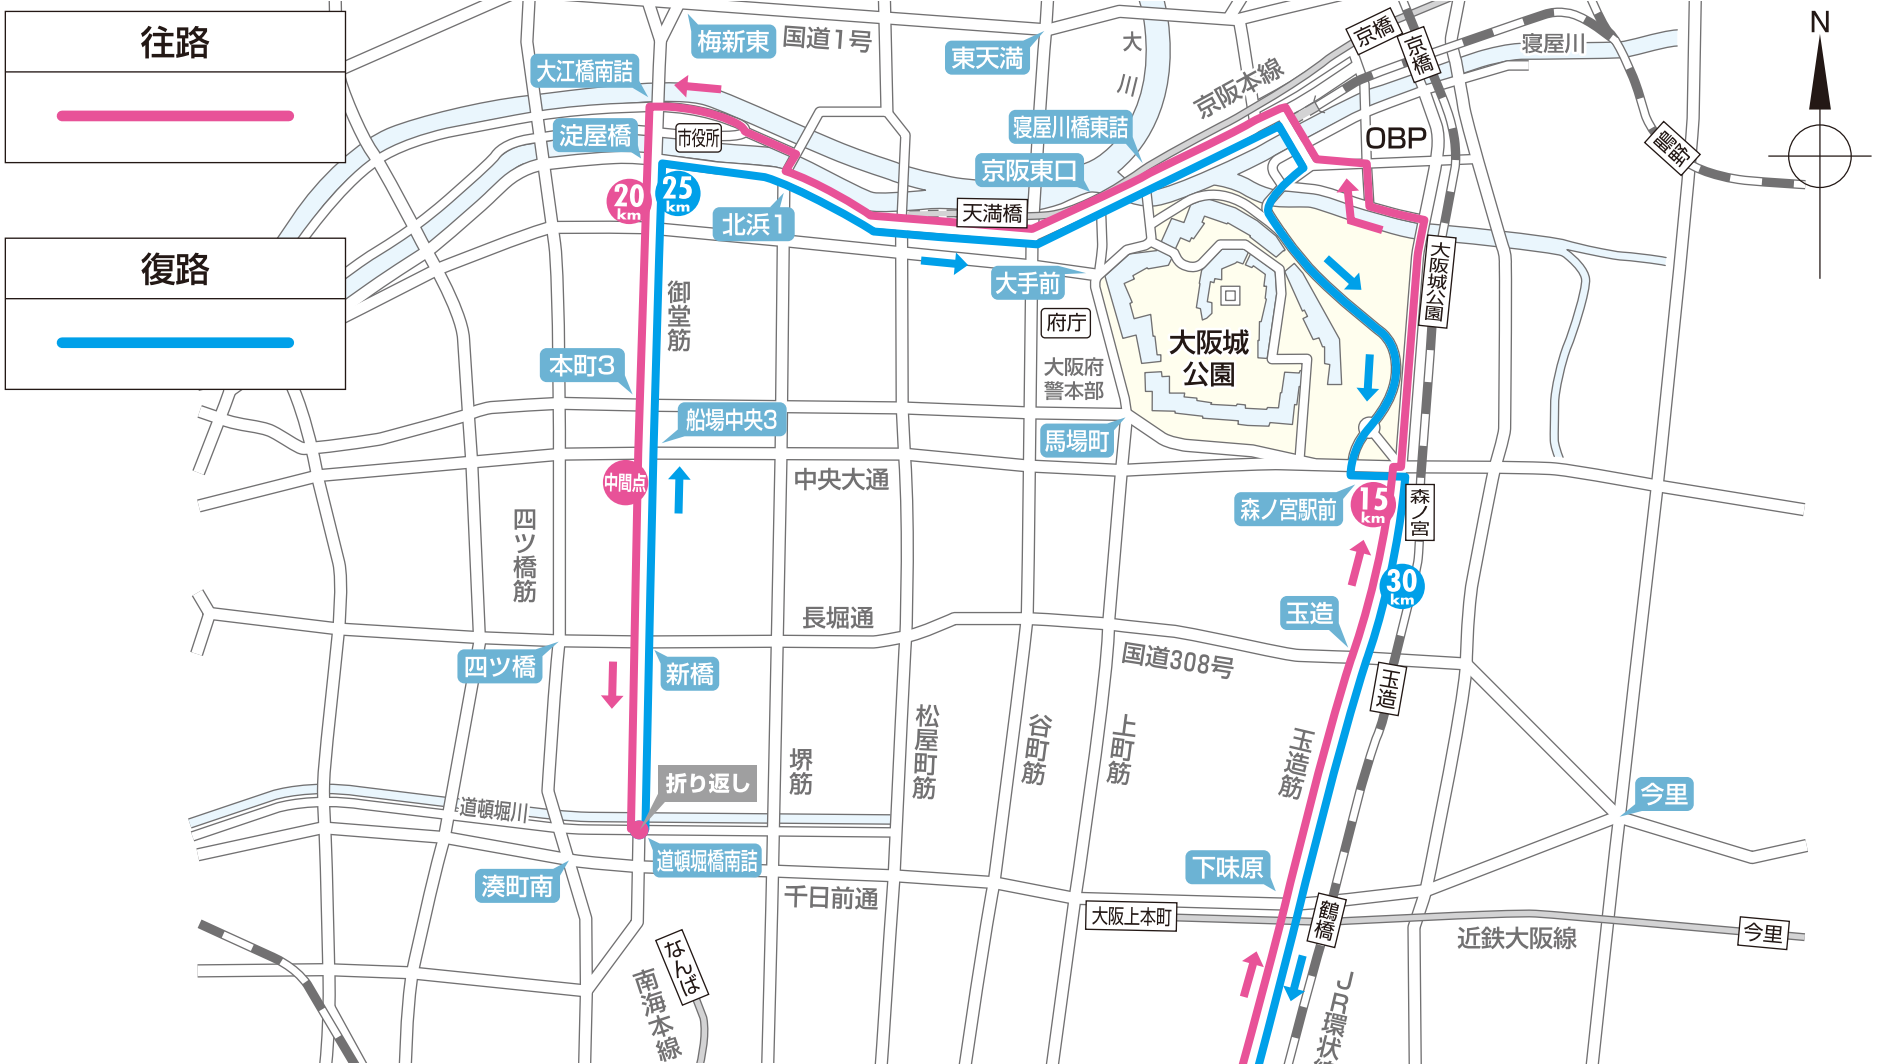 往路
復路
N
梅新東
国道1号
東天満
大川
京橋
京橋
寝屋川
京阪本線
大江橋南詰
淀屋橋
市役所
寝屋川橋東詰
京阪東口
OBP
鴫野
20
km
25
km
北浜1
天満橋
大手前
府庁
大阪府
警本部
大阪城
公園
大阪城公園
御堂筋
本町3
船場中央3
馬場町
中間点
中央大通
四ツ橋筋
森ノ宮駅前
15
km
森ノ宮
30
km
玉造
長堀通
国道308号
四ツ橋
新橋
玉造
松屋町筋
谷町筋
上町筋
玉造筋
堺筋
折り返し
道頓堀川
道頓堀橋南詰
今里
湊町南
千日前通
下味原
大阪上本町
鶴橋
近鉄大阪線
今里
なんば
南海本線
JR環状